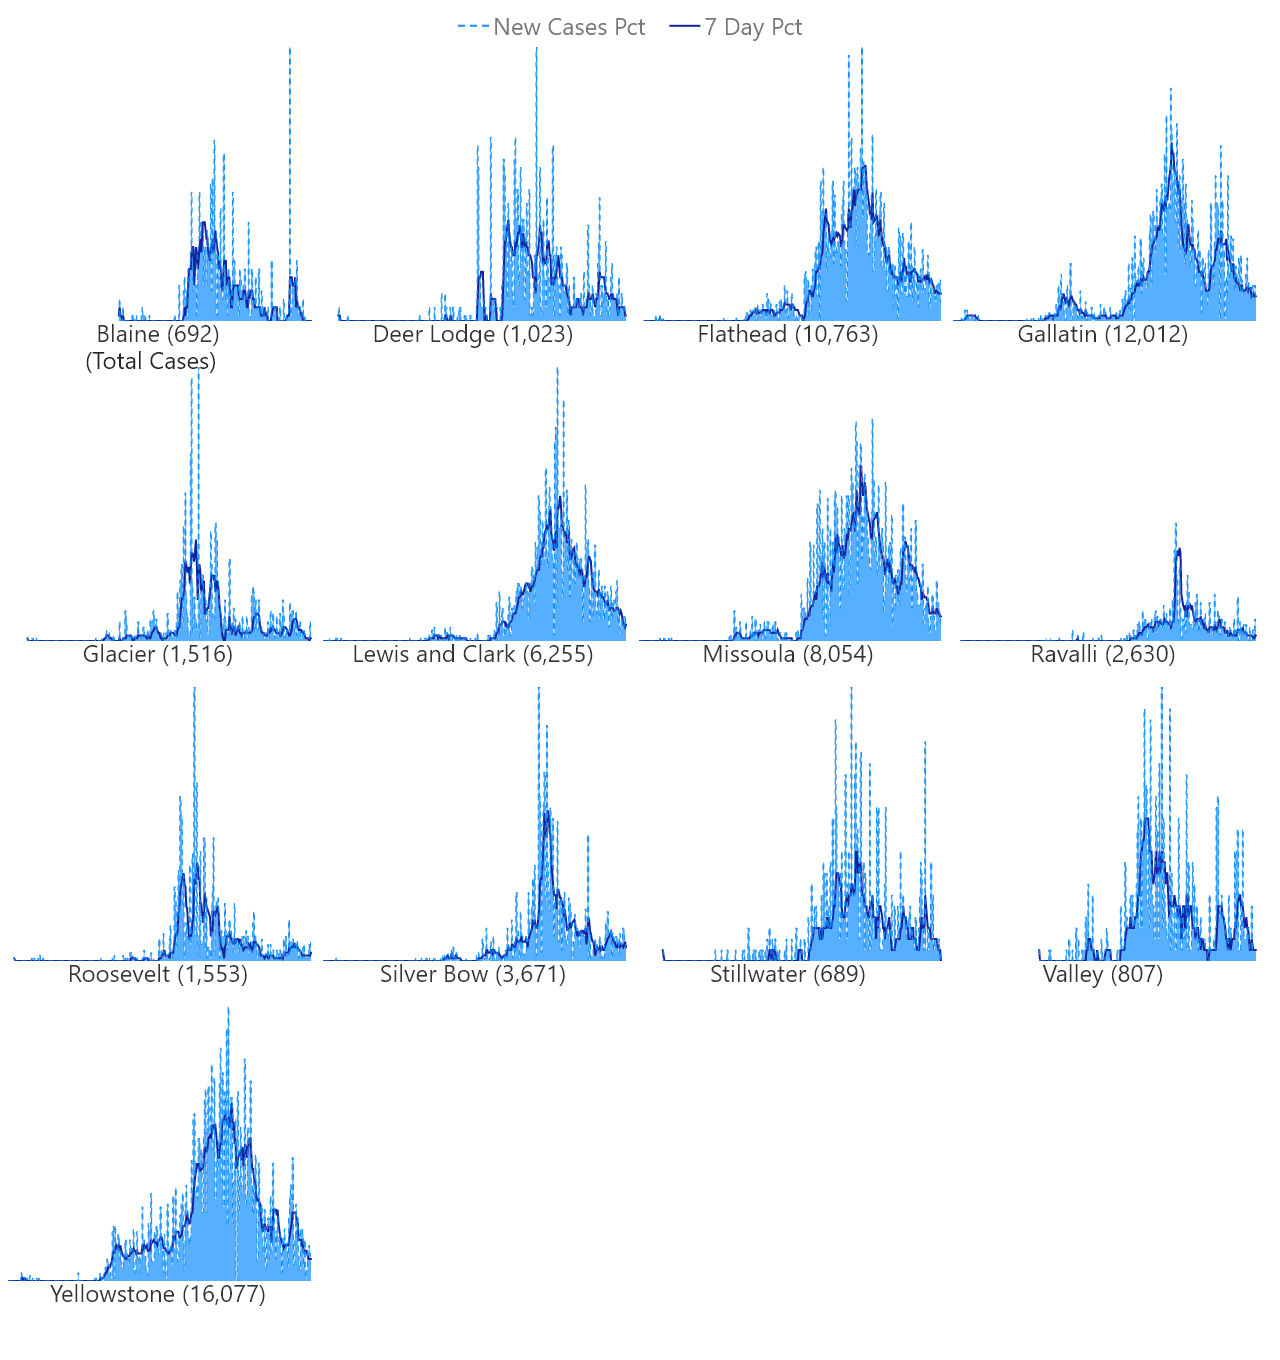 New Cases Pct 7 Day Pct
Blaine (692)
(Total Cases)
Deer Lodge (1,023)
Flathead (10,763)
Gallatin (12,012)
Glacier (1,516)
Lewis and Clark (6,255)
Missoula (8,054)
Ravalli (2,630)
Roosevelt (1,553)
Silver Bow (3,671)
Stillwater (689)
Valley (807)
Yellowstone (16,077)